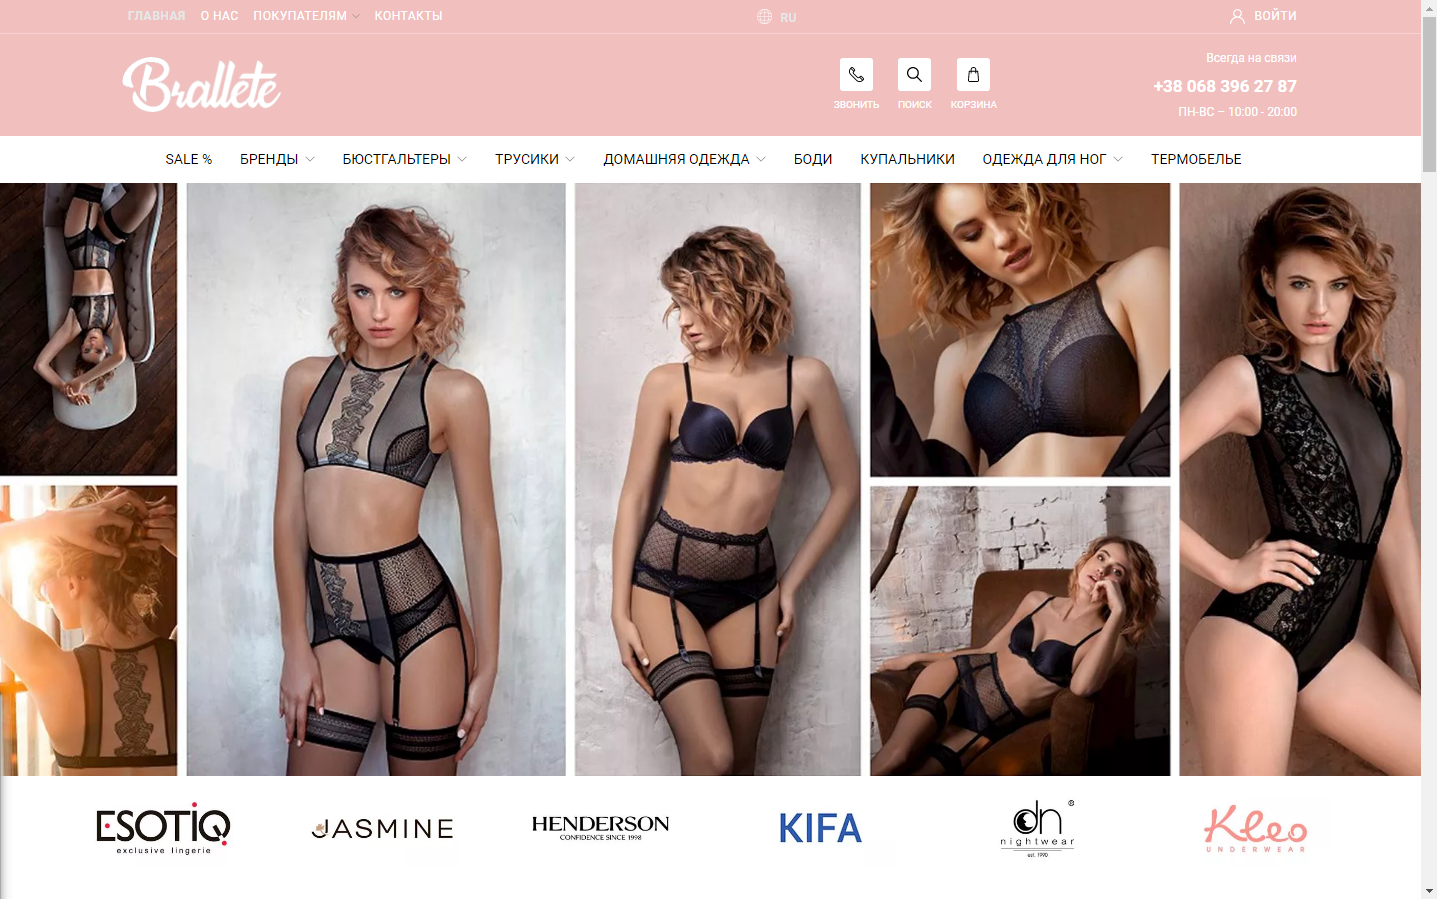 ГЛАВНАЯ О НАС ПОКУПАТЕЛЯМ КОНТАКТЫ RU ВОЙТИ
Brallete
ЗВОНИТЬ ПОИСК КОРЗИНА
Всегда на связи
+38 068 396 27 87
ПН-ВС – 10:00 - 20:00
SALE % БРЕНДЫ БЮСТГАЛЬТЕРЫ ТРУСИКИ ДОМАШНЯЯ ОДЕЖДА БОДИ КУПАЛЬНИКИ ОДЕЖДА ДЛЯ НОГ ТЕРМОБЕЛЬЕ
ESOTIQ
exclusive lingerie
JASMINE
HENDERSON
CONFIDENCE SINCE 1998
KIFA
dn
nightwear
est. 1990
Kleo
UNDERWEAR